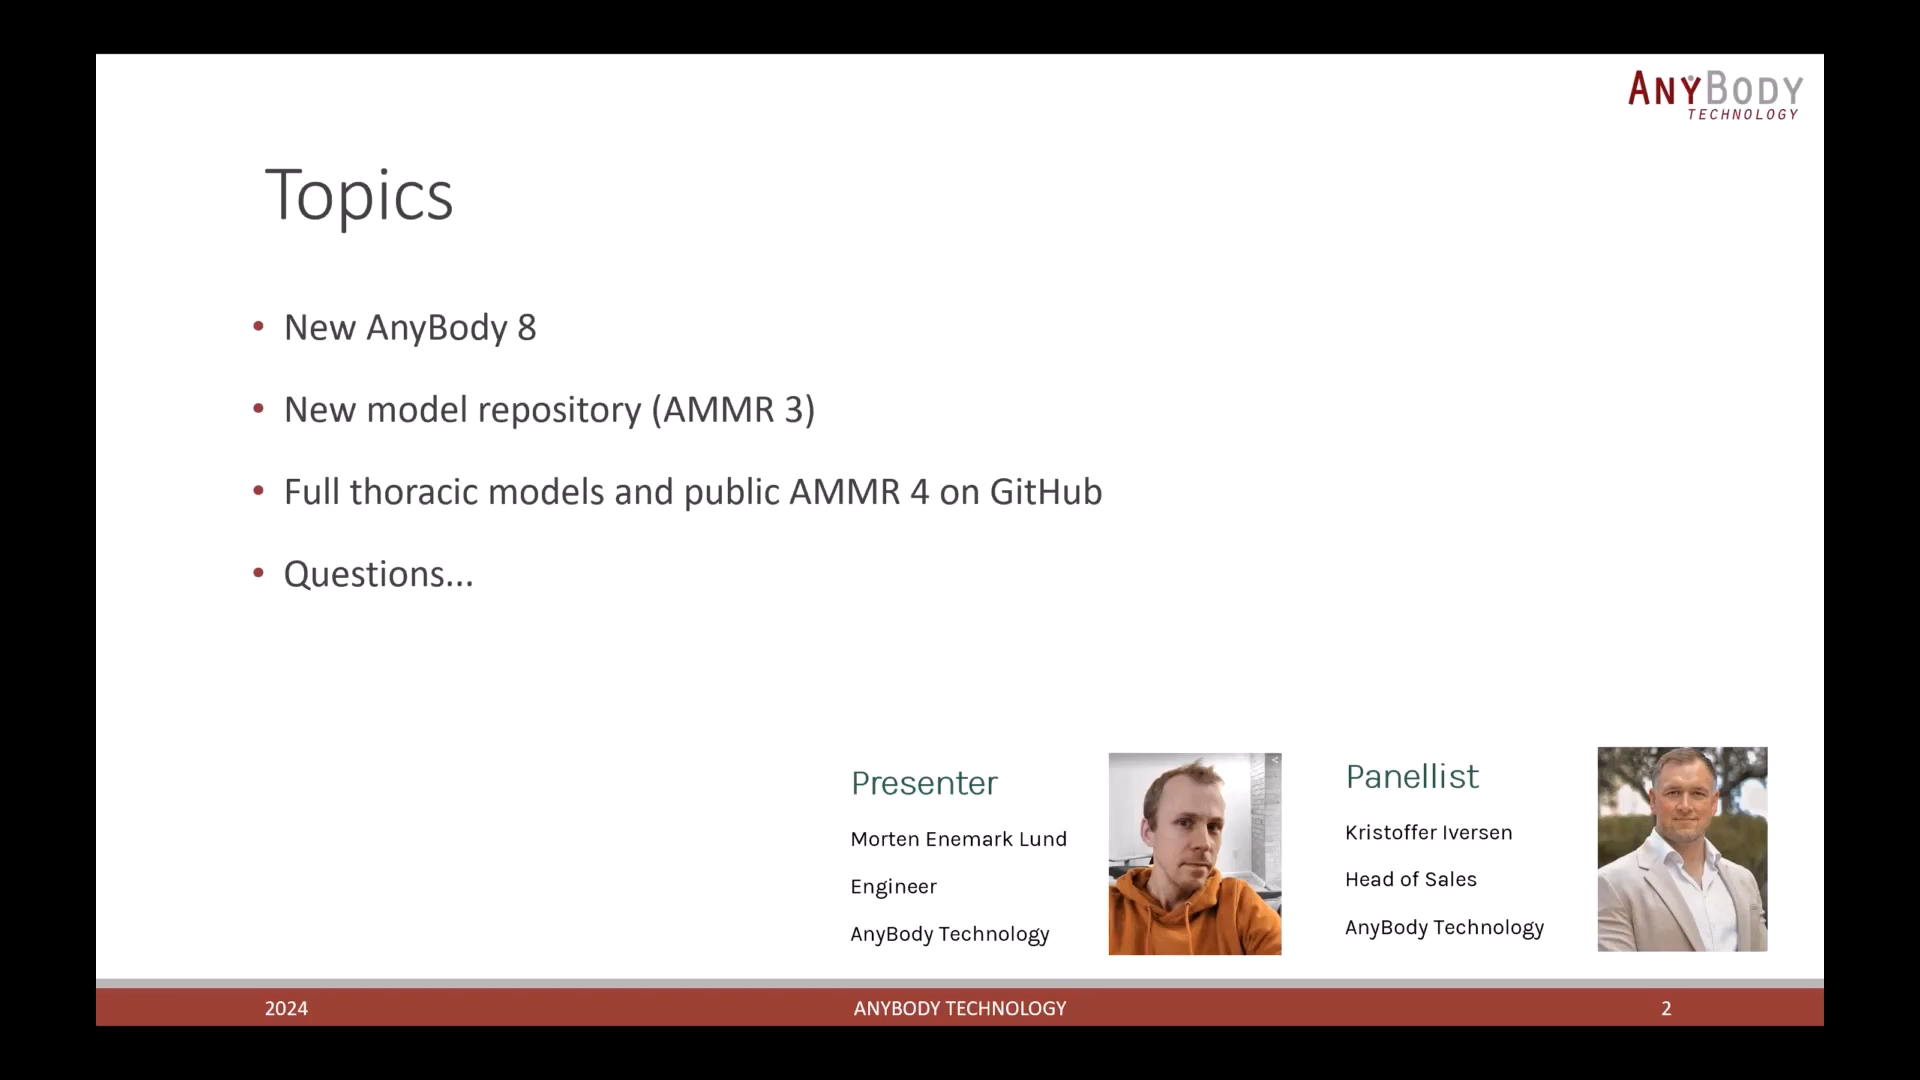 ANYBODY
TECHNOLOGY
Topics
• New AnyBody 8
• New model repository (AMMR 3)
• Full thoracic models and public AMMR 4 on GitHub
• Questions...
Presenter
Morten Enemark Lund
Engineer
AnyBody Technology
Panellist
Kristoffer Iversen
Head of Sales
AnyBody Technology
2024
ANYBODY TECHNOLOGY
2